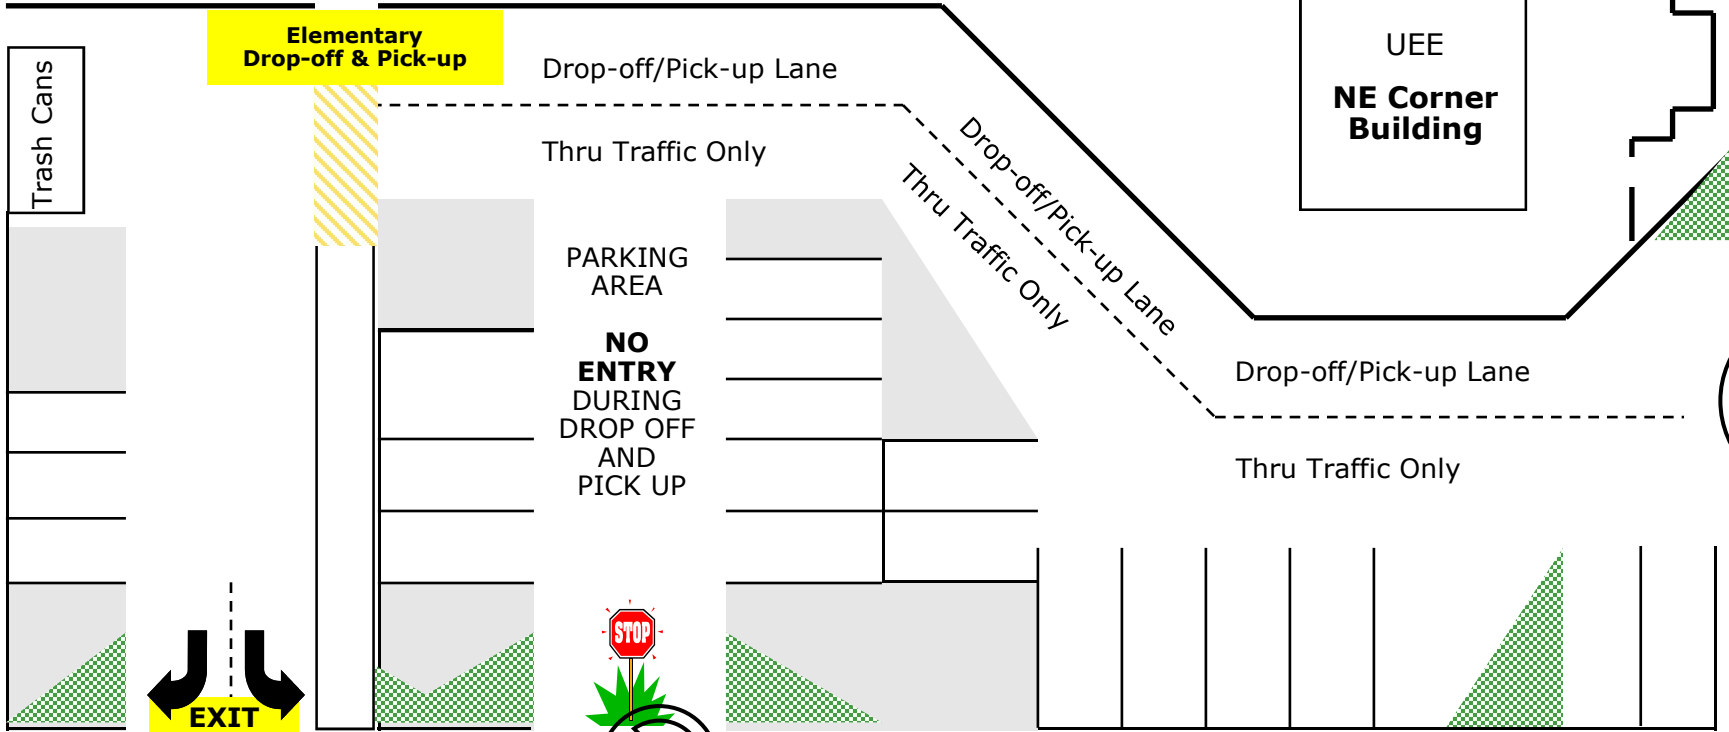 Elementary
Drop-off & Pick-up
Trash Cans
Drop-off/Pick-up Lane
Thru Traffic Only
UEE
NE Corner
Building
Drop-off/Pick-up Lane
Thru Traffic Only
PARKING
AREA
NO
ENTRY
DURING
DROP OFF
AND
PICK UP
Drop-off/Pick-up Lane
Thru Traffic Only
STOP
EXIT